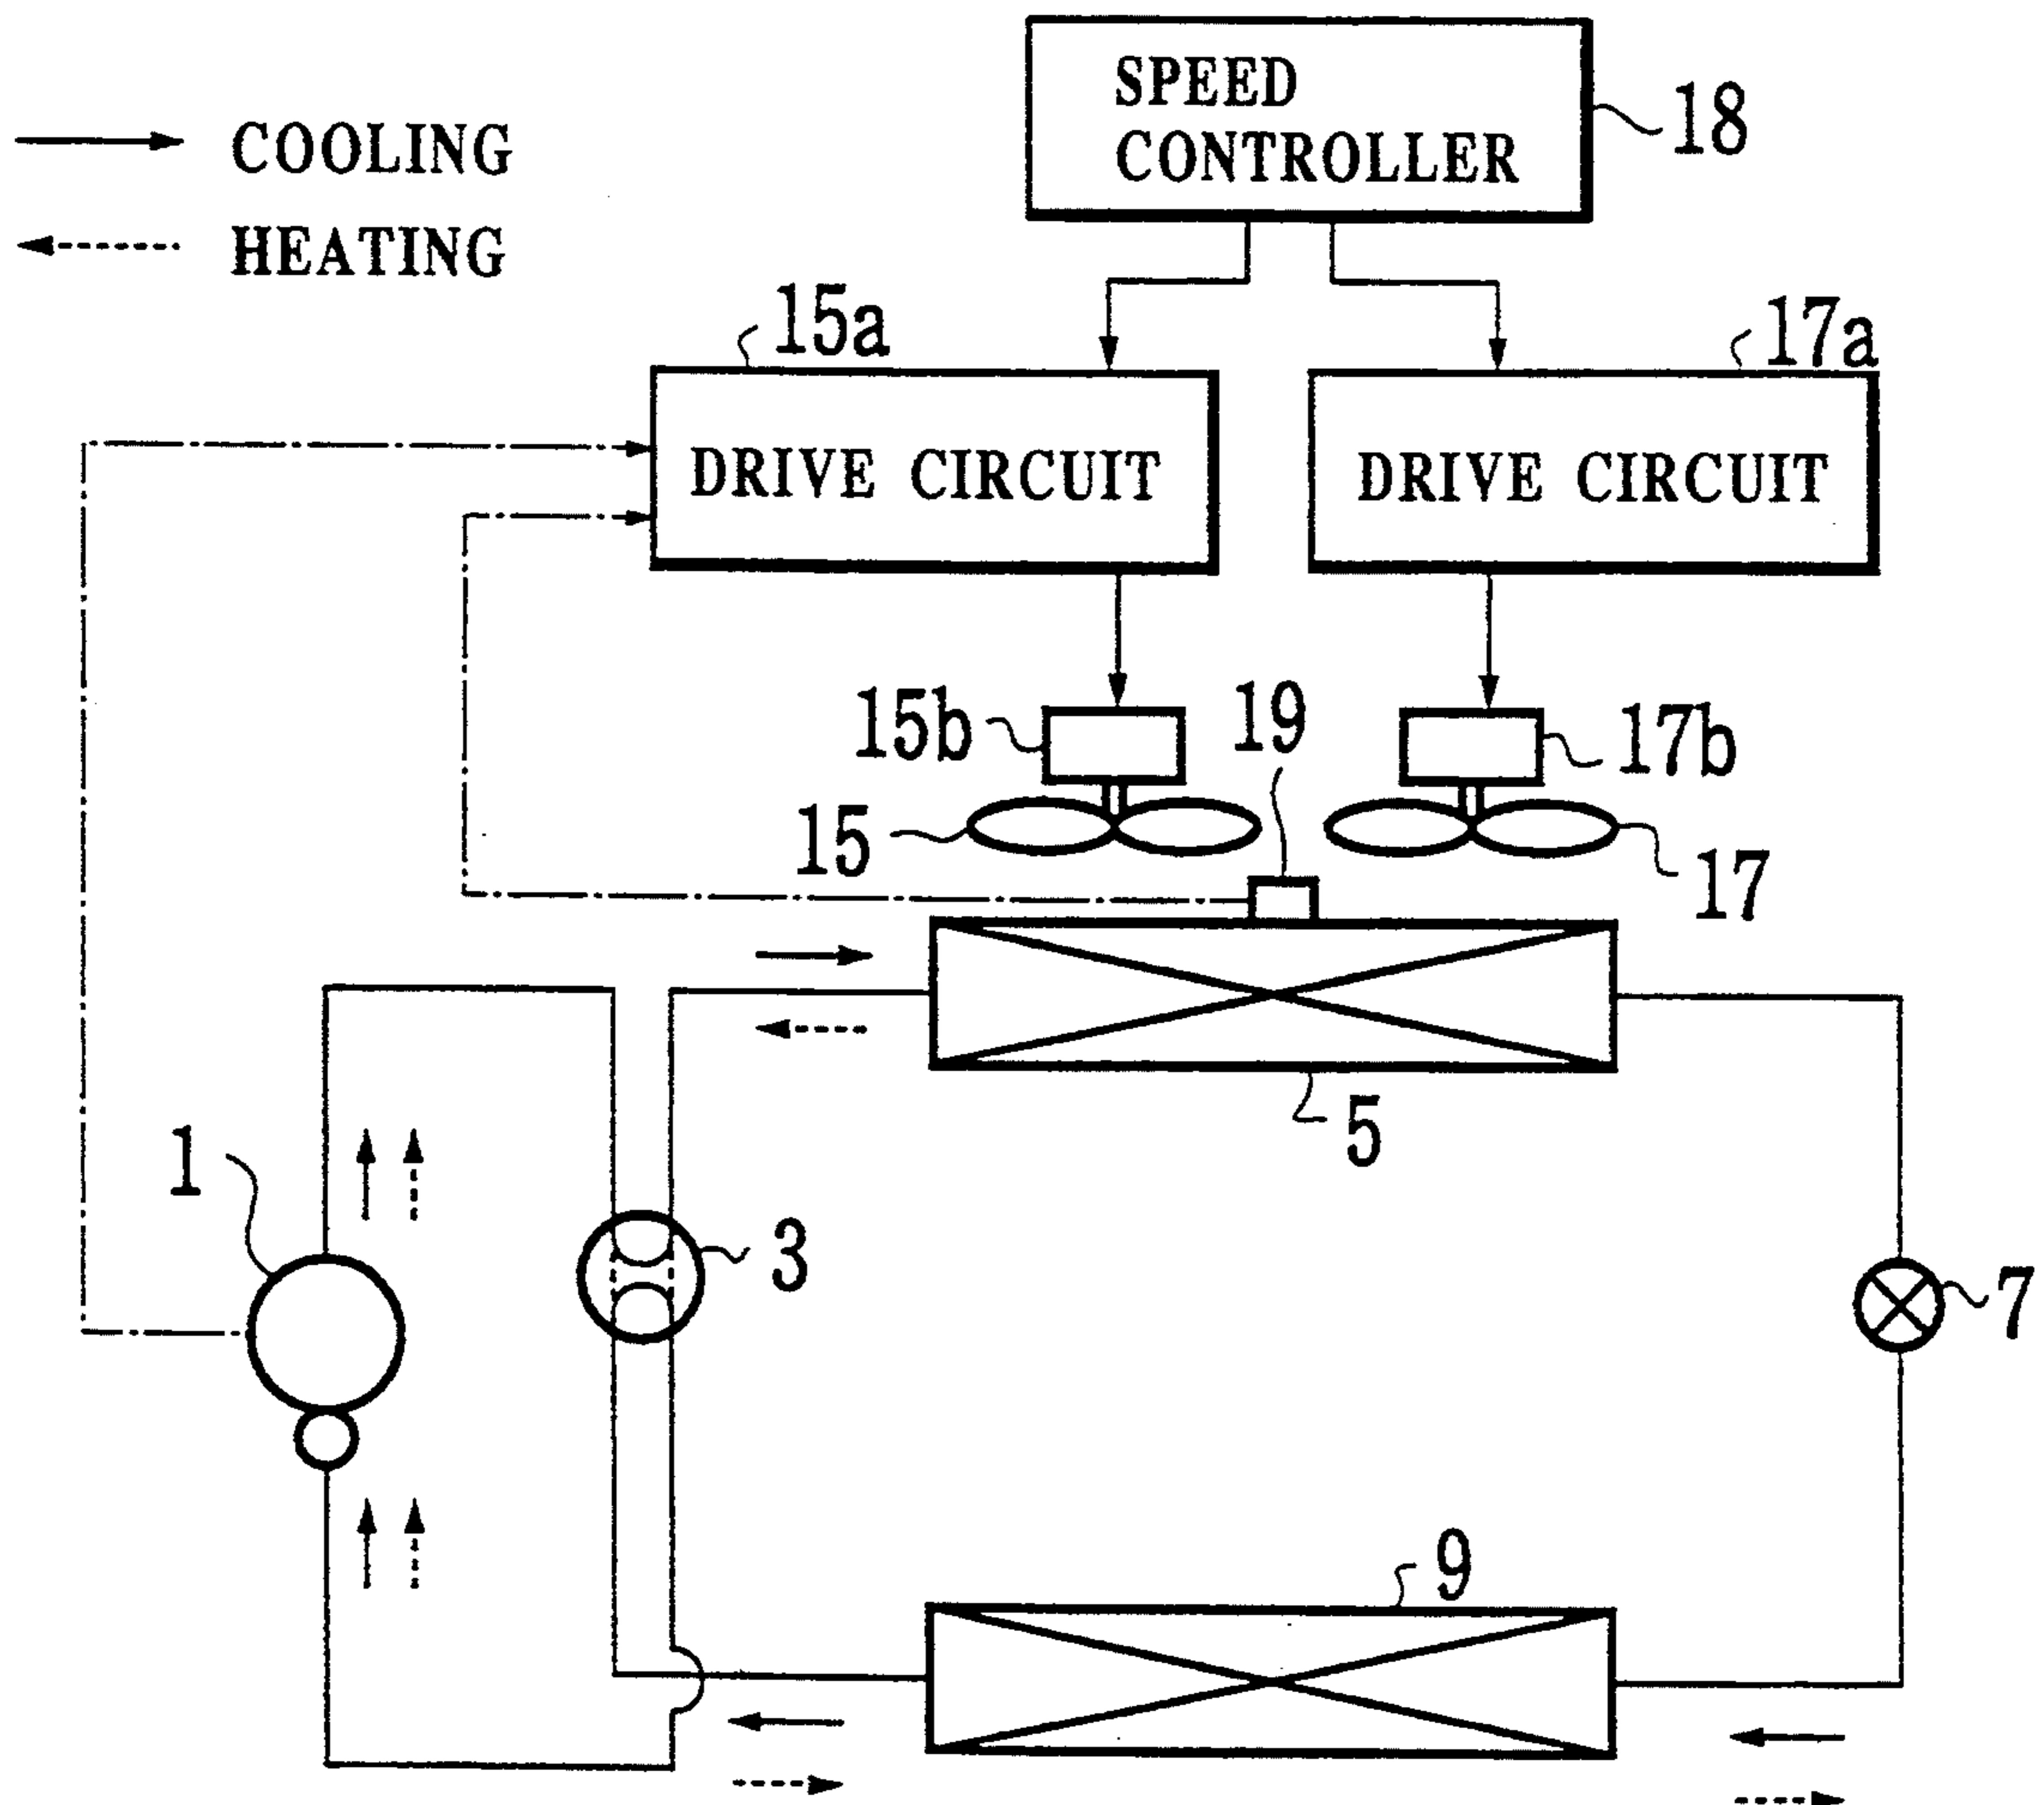 SPEED
CONTROLLER
18
COOLING
HEATING
15a
17a
DRIVE CIRCUIT
DRIVE CIRCUIT
15b
19
17b
15
17
5
1
3
7
9